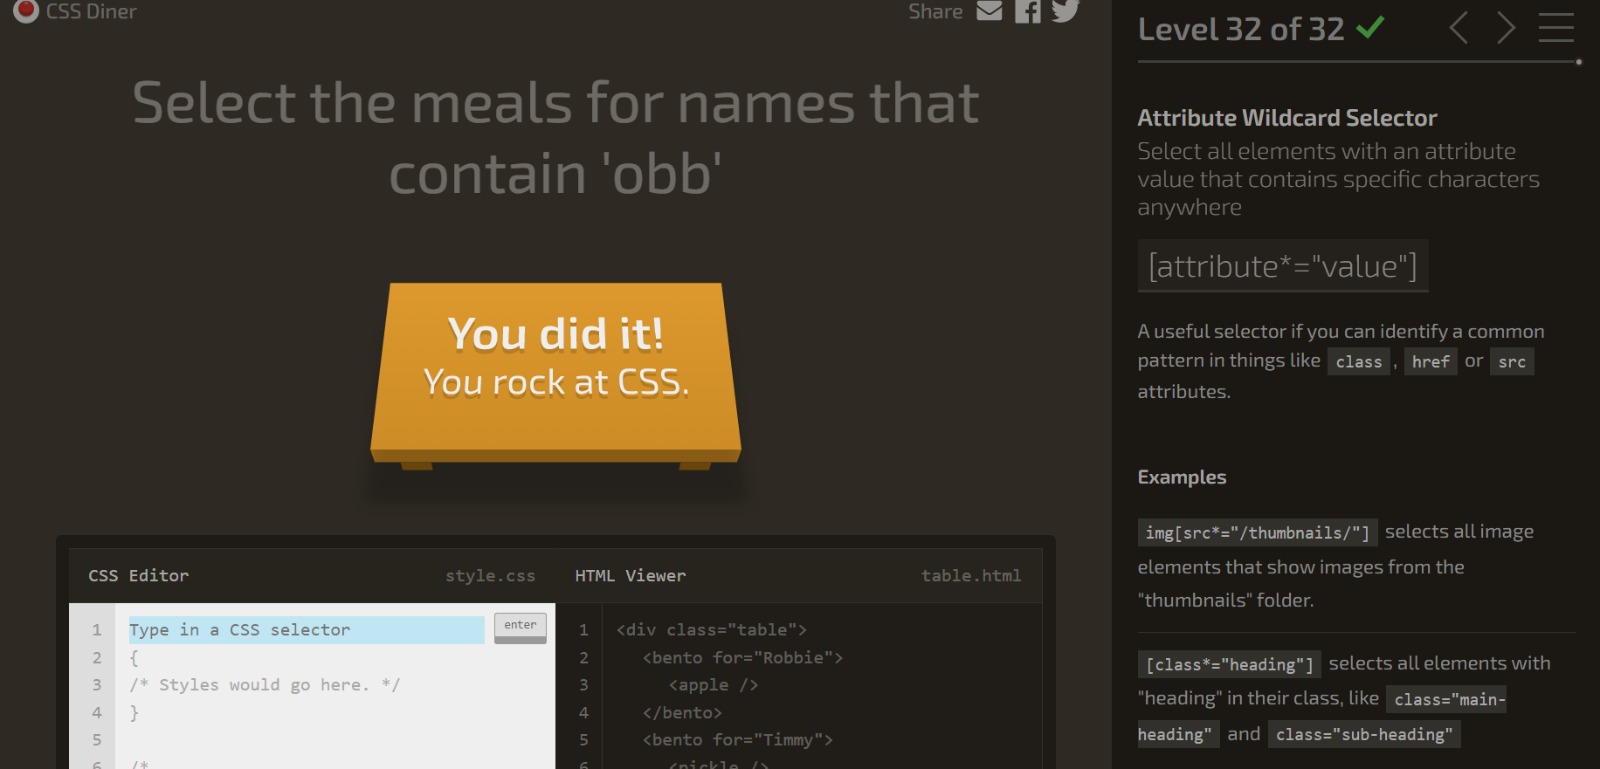 CSS Diner
Share
Select the meals for names that
contain 'obb'
You did it!
You rock at CSS.
CSS Editor
style.css
HTML Viewer
table.html
1 Type in a CSS selector
enter
2 {
3 /* Styles would go here. */
4 }
5
6 /*
1 <div class="table">
2 <bento for="Robbie">
3 <apple />
4 </bento>
5 <bento for="Timmy">
6 <pickle />
Level 32 of 32
Attribute Wildcard Selector
Select all elements with an attribute
value that contains specific characters
anywhere
[attribute*="value"]
A useful selector if you can identify a common
pattern in things like class , href or src
attributes.
Examples
img[src*="/thumbnails/"] selects all image
elements that show images from the
"thumbnails" folder.
[class*="heading"] selects all elements with
"heading" in their class, like class="main-
heading" and class="sub-heading"